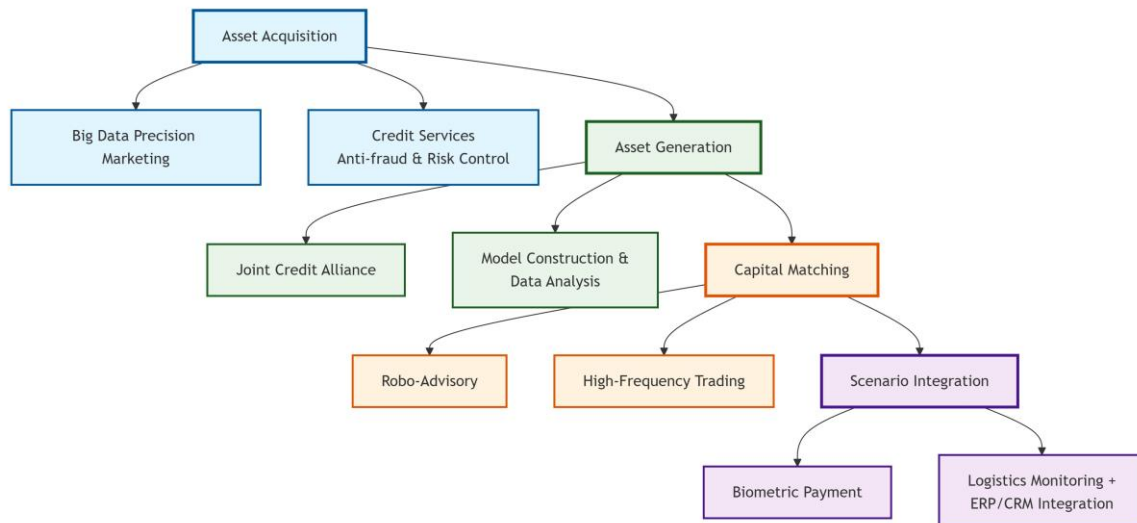 Asset Acquisition
Big Data Precision
Marketing
Credit Services
Anti-fraud & Risk Control
Asset Generation
Joint Credit Alliance
Model Construction &
Data Analysis
Capital Matching
Robo-Advisory
High-Frequency Trading
Scenario Integration
Biometric Payment
Logistics Monitoring +
ERP/CRM Integration